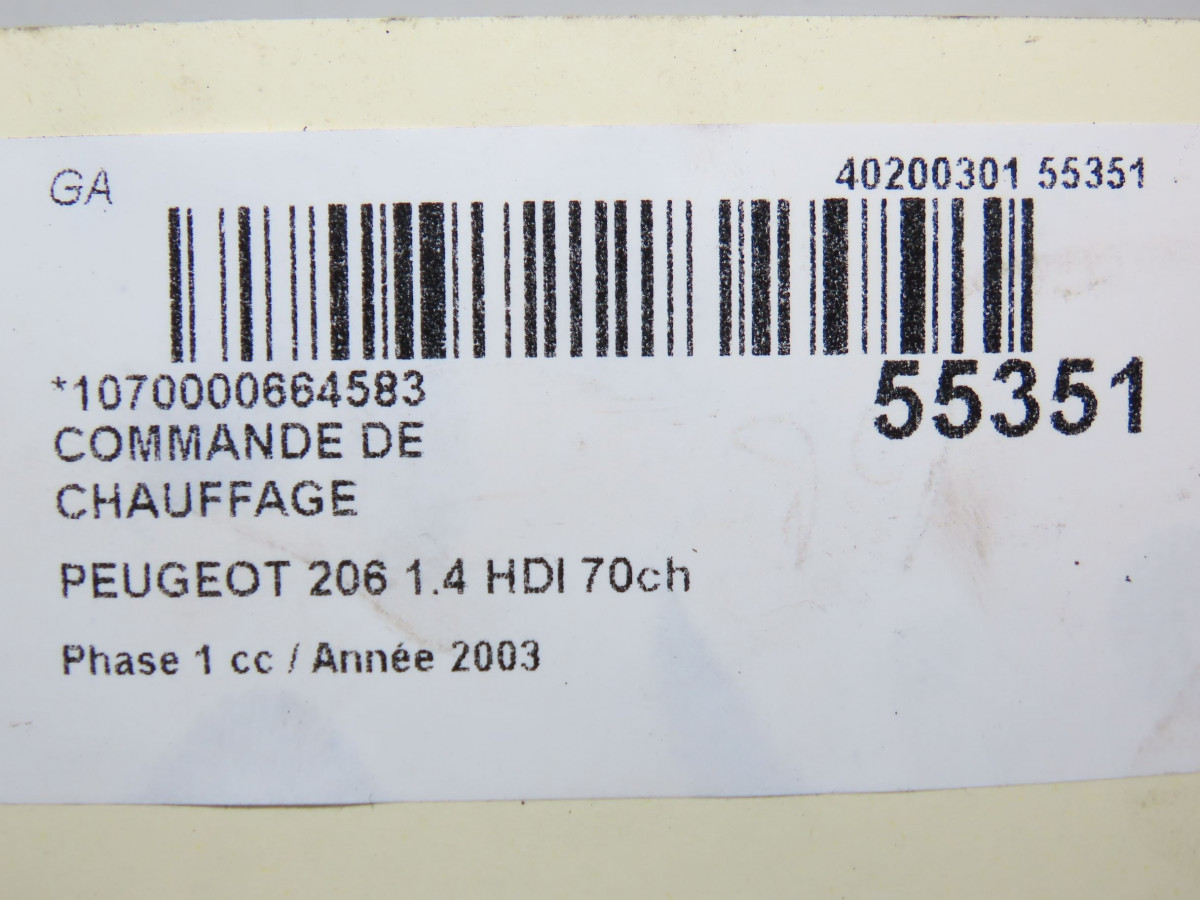 GA
40200301 55351
*1070000664583
55351
COMMANDE DE
CHAUFFAGE
PEUGEOT 206 1.4 HDI 70ch
Phase 1 cc / Année 2003